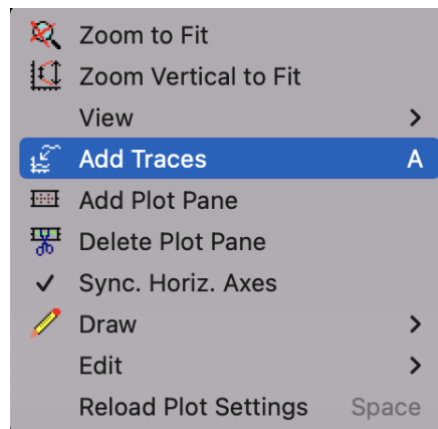 Zoom to Fit
Zoom Vertical to Fit
View
Add Traces A
Add Plot Pane
Delete Plot Pane
Sync. Horiz. Axes
Draw
Edit
Reload Plot Settings Space